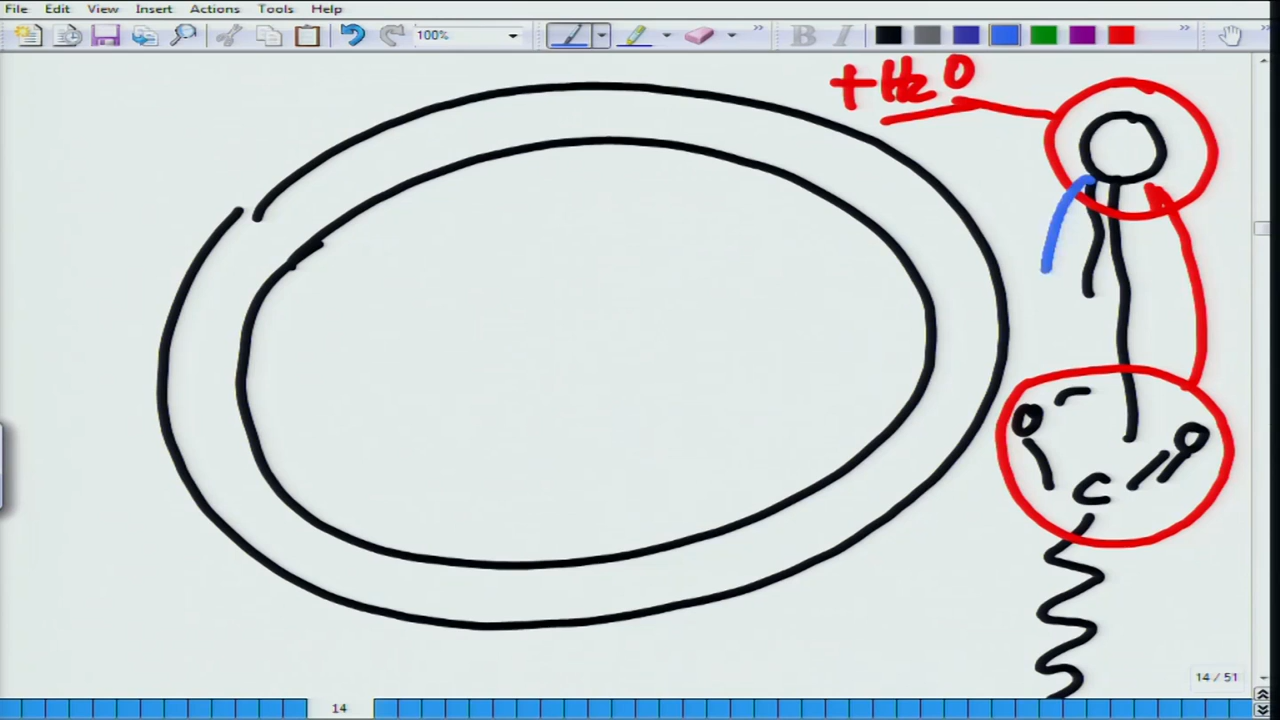 File Edit View Insert Actions Tools Help
100%
B I
+H2O
O O
C
14 / 51
14